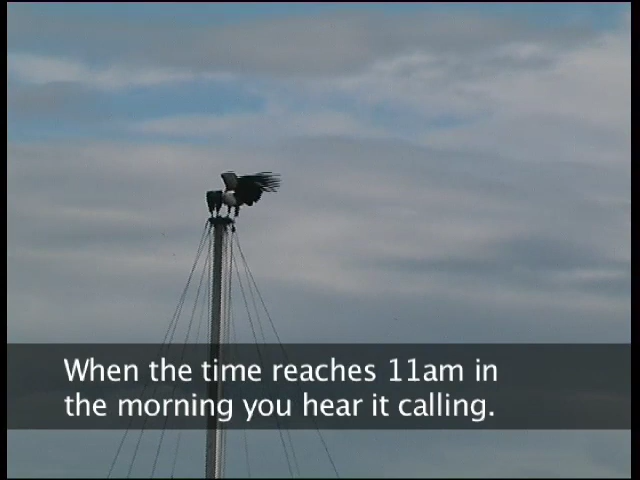 When the time reaches 11am in
the morning you hear it calling.